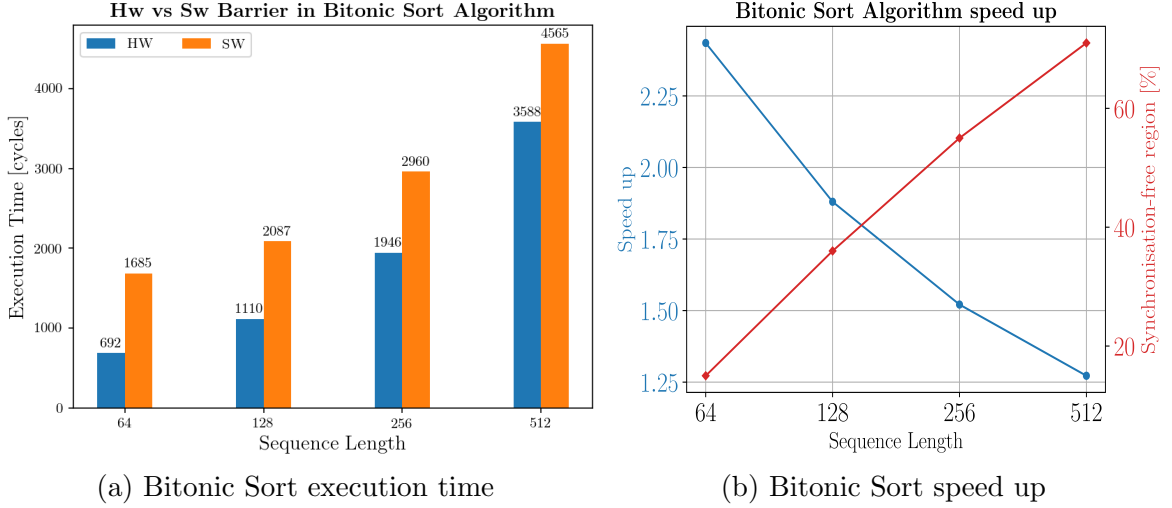 Hw vs Sw Barrier in Bitonic Sort Algorithm
HW
SW
Execution Time [cycles]
4000
3000
2000
1000
0
692
1685
1110
2087
1946
2960
3588
4565
64
128
256
512
Sequence Length
(a) Bitonic Sort execution time
Bitonic Sort Algorithm speed up
Speed up
2.25
2.00
1.75
1.50
1.25
Synchronisation-free region [%]
60
40
20
64
128
256
512
Sequence Length
(b) Bitonic Sort speed up